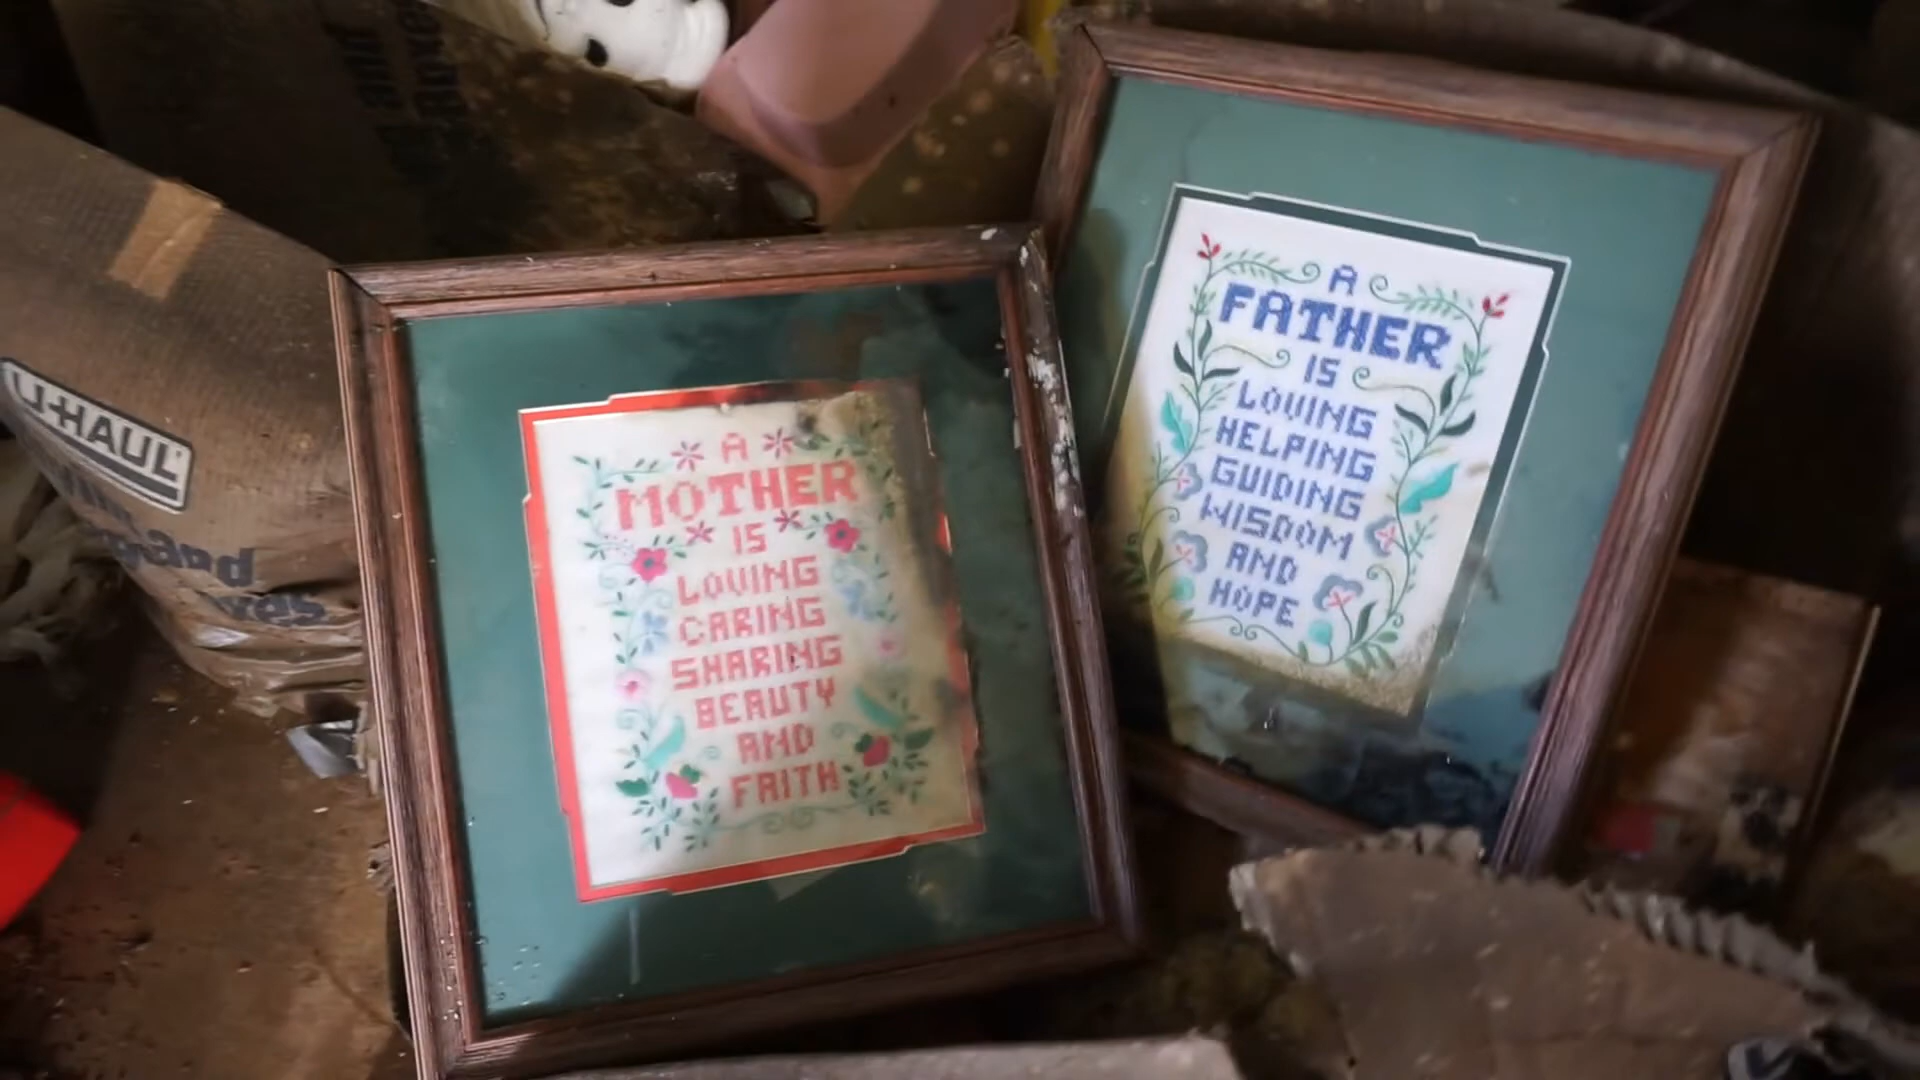 U-HAUL
A
MOTHER
IS
LOVING
CARING
SHARING
BEAUTY
AND
FAITH
A
FATHER
IS
LOVING
HELPING
GUIDING
WISDOM
AND
HOPE